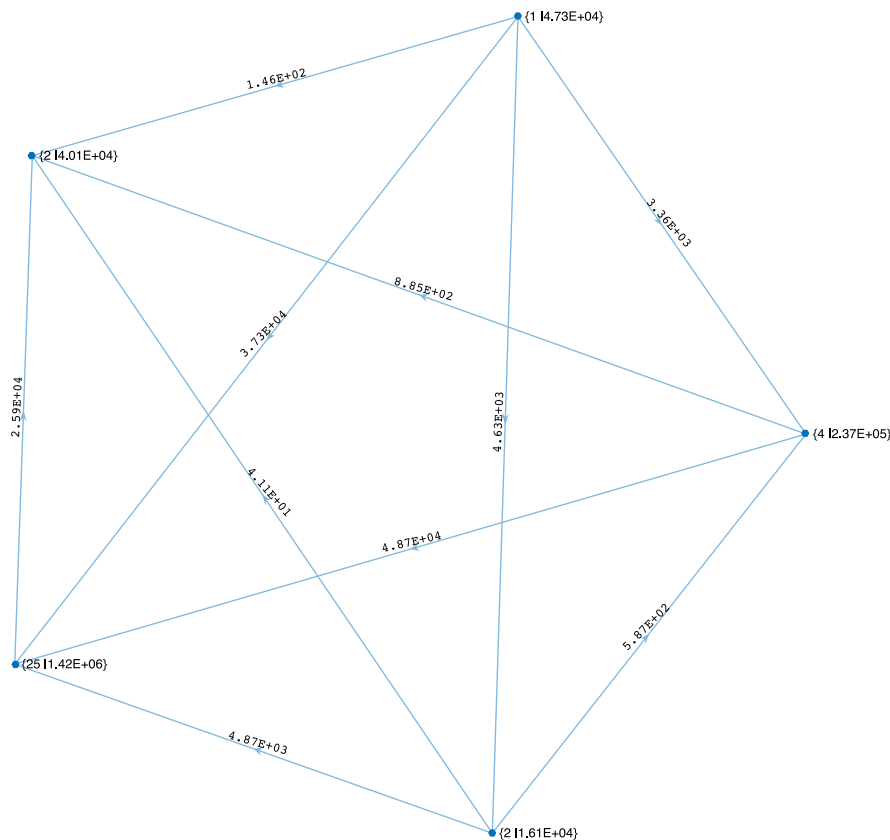 {1 |4.73E+04}
1.46E+02
{2 |4.01E+04}
3.36E+03
8.85E+02
3.73E+04
2.59E+04
4.63E+03
{4 |2.37E+05}
4.11E+01
4.87E+04
5.87E+02
{25 |1.42E+06}
4.87E+03
{2 |1.61E+04}